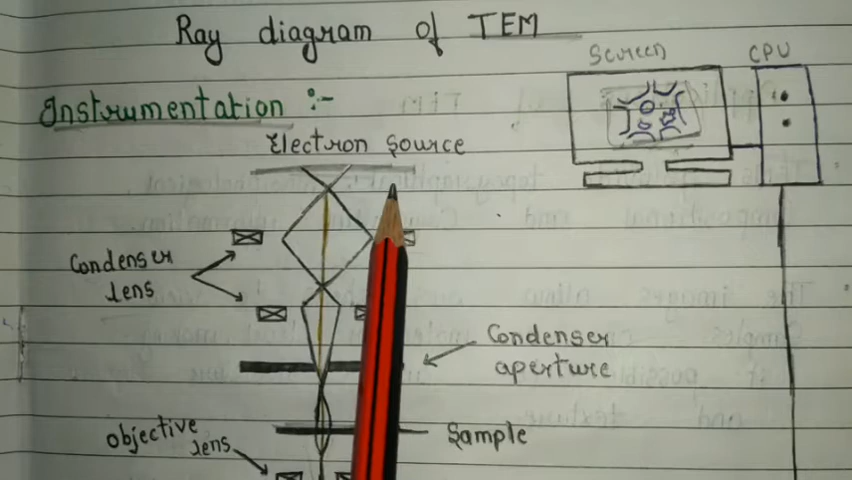 Ray diagram of TEM
Instrumentation :-
Screen
CPU
Electron Source
Condenser
lens
Condenser
aperture
Sample
objective
lens